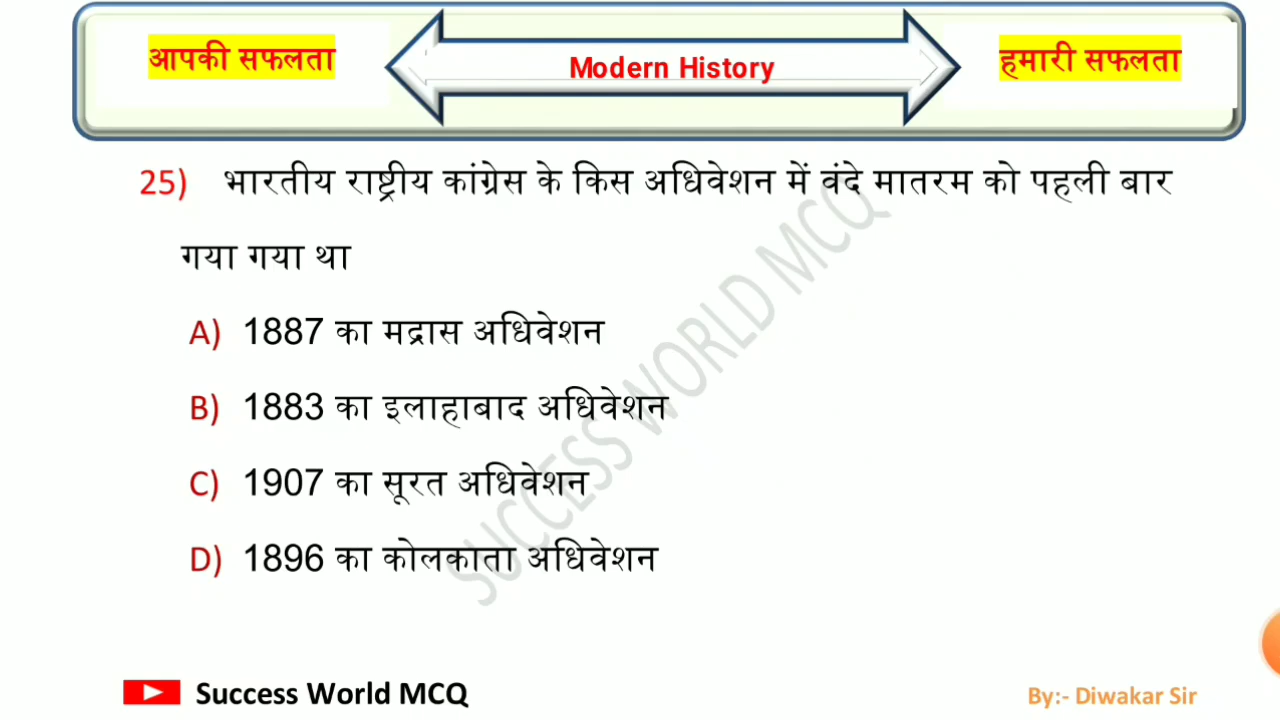 आपकी सफलता
Modern History
हमारी सफलता
25) भारतीय राष्ट्रीय कांग्रेस के किस अधिवेशन में वंदे मातरम को पहली बार
गया गया था
A) 1887 का मद्रास अधिवेशन
B) 1883 का इलाहाबाद अधिवेशन
C) 1907 का सूरत अधिवेशन
D) 1896 का कोलकाता अधिवेशन
SUCCESS WORLD MCQ
Success World MCQ
By:- Diwakar Sir